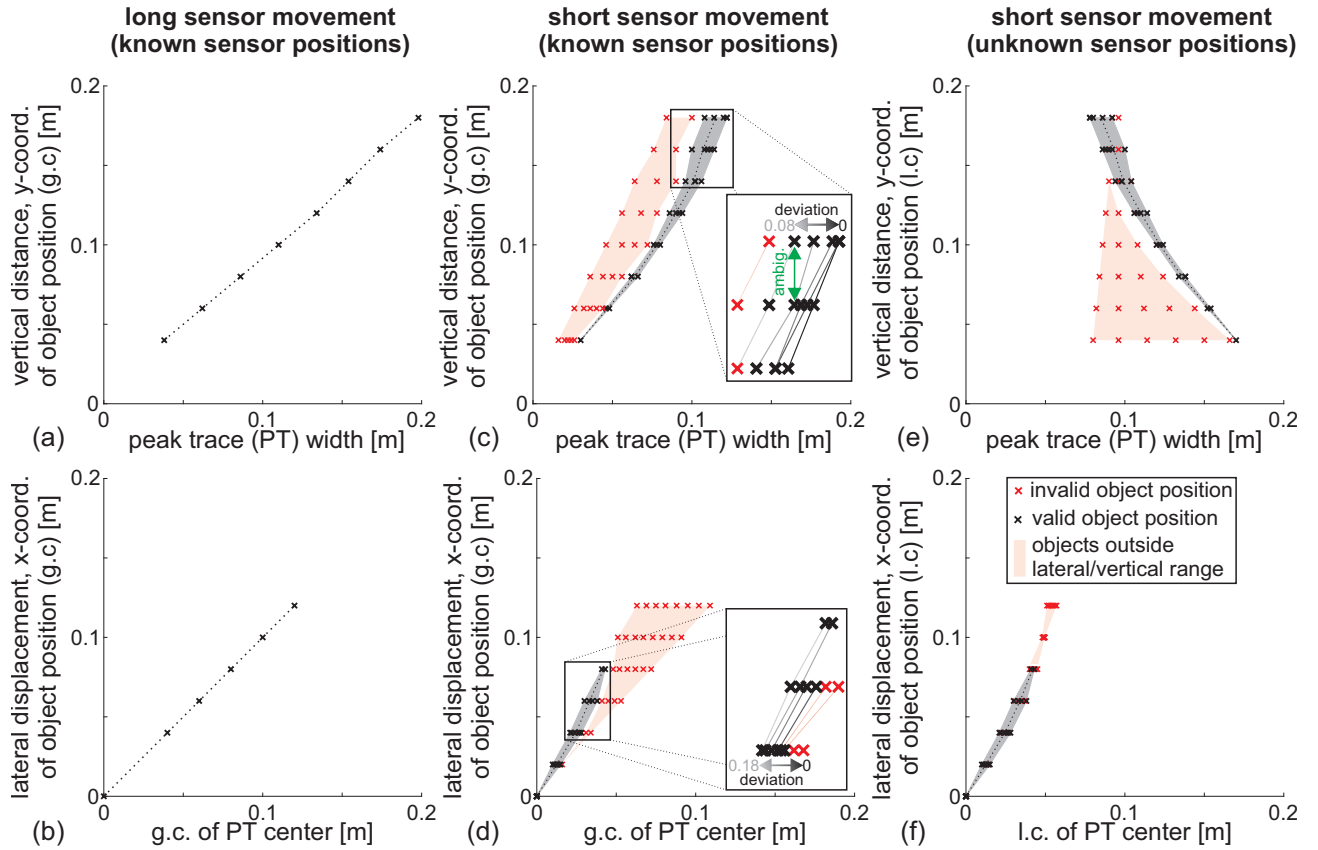 long sensor movement
(known sensor positions)
short sensor movement
(known sensor positions)
short sensor movement
(unknown sensor positions)
vertical distance, y-coord.
of object position (g.c) [m]
0.2
0.1
0
0.1
0.2
(a)
peak trace (PT) width [m]
vertical distance, y-coord.
of object position (g.c) [m]
0.2
0.1
0
0
0.1
0.2
deviation
0.08
0
ambig.
(c)
peak trace (PT) width [m]
vertical distance, y-coord.
of object position (l.c) [m]
0.2
0.1
0
0
0.1
0.2
(e)
peak trace (PT) width [m]
lateral displacement, x-coord.
of object position (g.c) [m]
0.2
0.1
0
0
0.1
0.2
(b)
g.c. of PT center [m]
lateral displacement, x-coord.
of object position (g.c) [m]
0.2
0.1
0
0
0.1
0.2
0.18
0
deviation
(d)
g.c. of PT center [m]
lateral displacement, x-coord.
of object position (l.c) [m]
0.2
0.1
0
0
0.1
0.2
invalid object position
valid object position
objects outside
lateral/vertical range
(f)
l.c. of PT center [m]